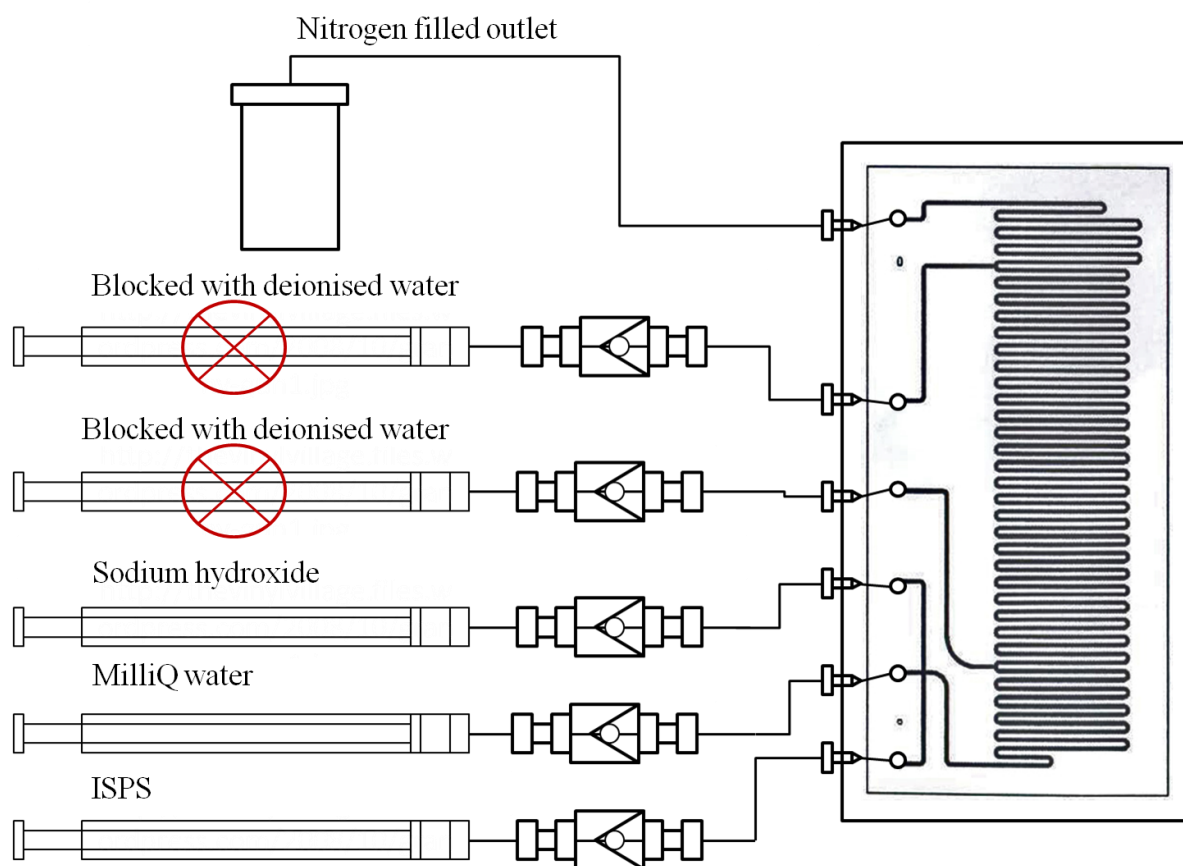 Nitrogen filled outlet
Blocked with deionised water
Blocked with deionised water
Sodium hydroxide
MilliQ water
ISPS